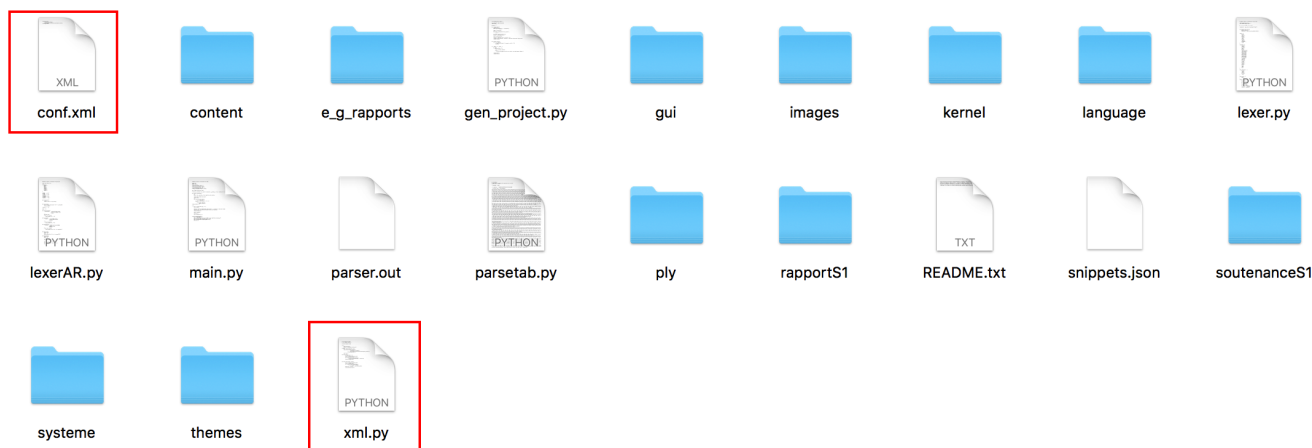 XML
PYTHON
PYTHON
conf.xml content e_g_rapports gen_project.py gui images kernel language lexer.py
PYTHON
PYTHON
PYTHON
TXT
lexerAR.py main.py parser.out parsetab.py ply rapportS1 README.txt snippets.json soutenanceS1
PYTHON
systeme themes xml.py